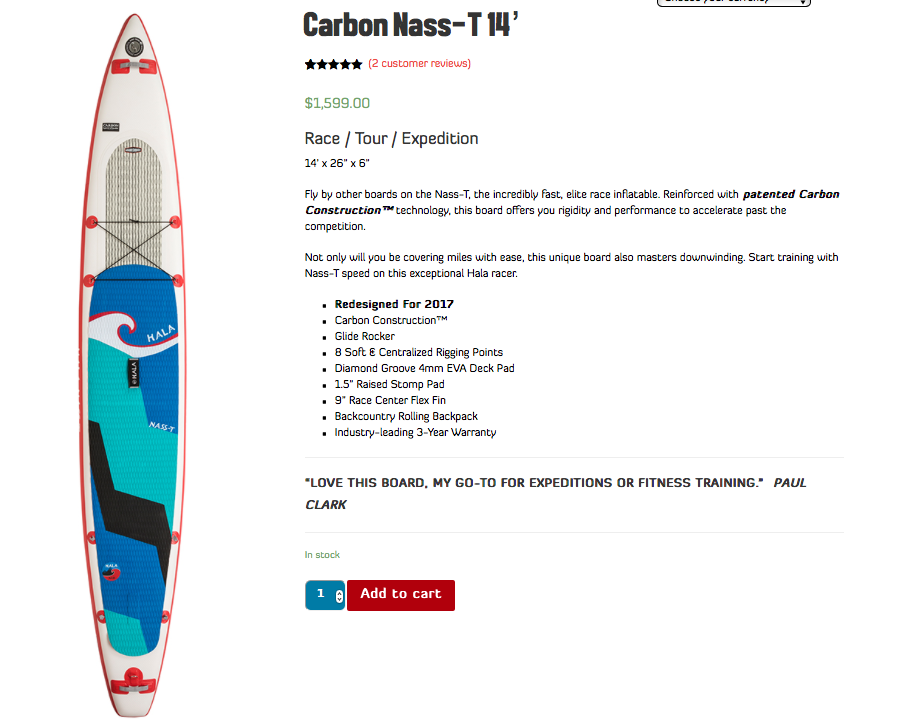 Choose your currency
Carbon Nass-T 14'
(2 customer reviews)
$1,599.00
Race / Tour / Expedition
14' x 26" x 6"
Fly by other boards on the Nass-T, the incredibly fast, elite race inflatable. Reinforced with patented Carbon
Construction™ technology, this board offers you rigidity and performance to accelerate past the
competition.
Not only will you be covering miles with ease, this unique board also masters downwinding. Start training with
Nass-T speed on this exceptional Hala racer.
Redesigned For 2017
Carbon Construction™
Glide Rocker
8 Soft & Centralized Rigging Points
Diamond Groove 4mm EVA Deck Pad
1.5" Raised Stomp Pad
9" Race Center Flex Fin
Backcountry Rolling Backpack
Industry-leading 3-Year Warranty
"LOVE THIS BOARD, MY GO-TO FOR EXPEDITIONS OR FITNESS TRAINING." PAUL
CLARK
In stock
1 Add to cart
CARBON
HALA
HALA
NASS-T
HALA